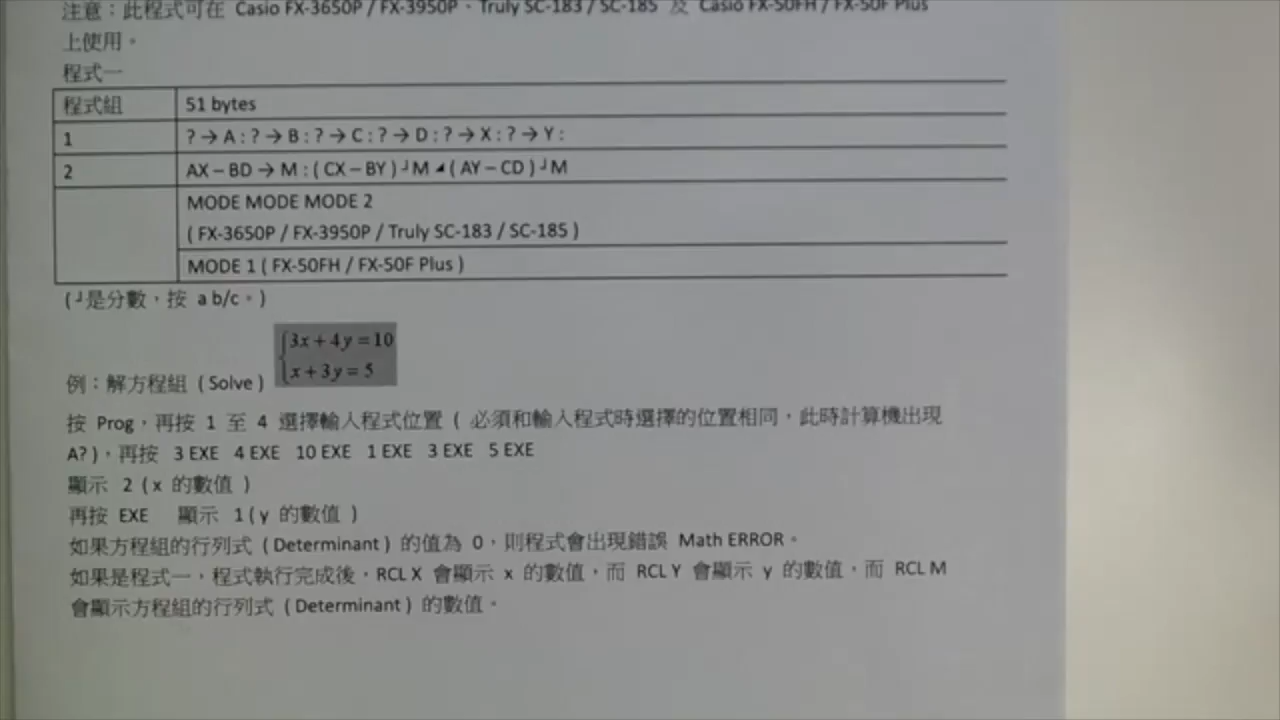 注意：此程式可在 Casio FX-3650P / FX-3950P、Truly SC-183 / SC-185 及 Casio FX-50FH / FX-50F Plus
上使用。
程式一
程式組 51 bytes
1 ? → A : ? → B : ? → C : ? → D : ? → X : ? → Y :
2 AX – BD → M : ( CX – BY ) ┘M ◢ ( AY – CD ) ┘M
MODE MODE MODE 2
( FX-3650P / FX-3950P / Truly SC-183 / SC-185 )
MODE 1 ( FX-50FH / FX-50F Plus )
(┘是分數，按 a b/c。)
3x + 4y = 10
x + 3y = 5
例：解方程組 ( Solve )
按 Prog，再按 1 至 4 選擇輸入程式位置 ( 必須和輸入程式時選擇的位置相同，此時計算機出現
A? )，再按 3 EXE 4 EXE 10 EXE 1 EXE 3 EXE 5 EXE
顯示 2 ( x 的數值 )
再按 EXE 顯示 1 ( y 的數值 )
如果方程組的行列式 ( Determinant ) 的值為 0，則程式會出現錯誤 Math ERROR。
如果是程式一，程式執行完成後，RCL X 會顯示 x 的數值，而 RCL Y 會顯示 y 的數值，而 RCL M
會顯示方程組的行列式 ( Determinant ) 的數值。